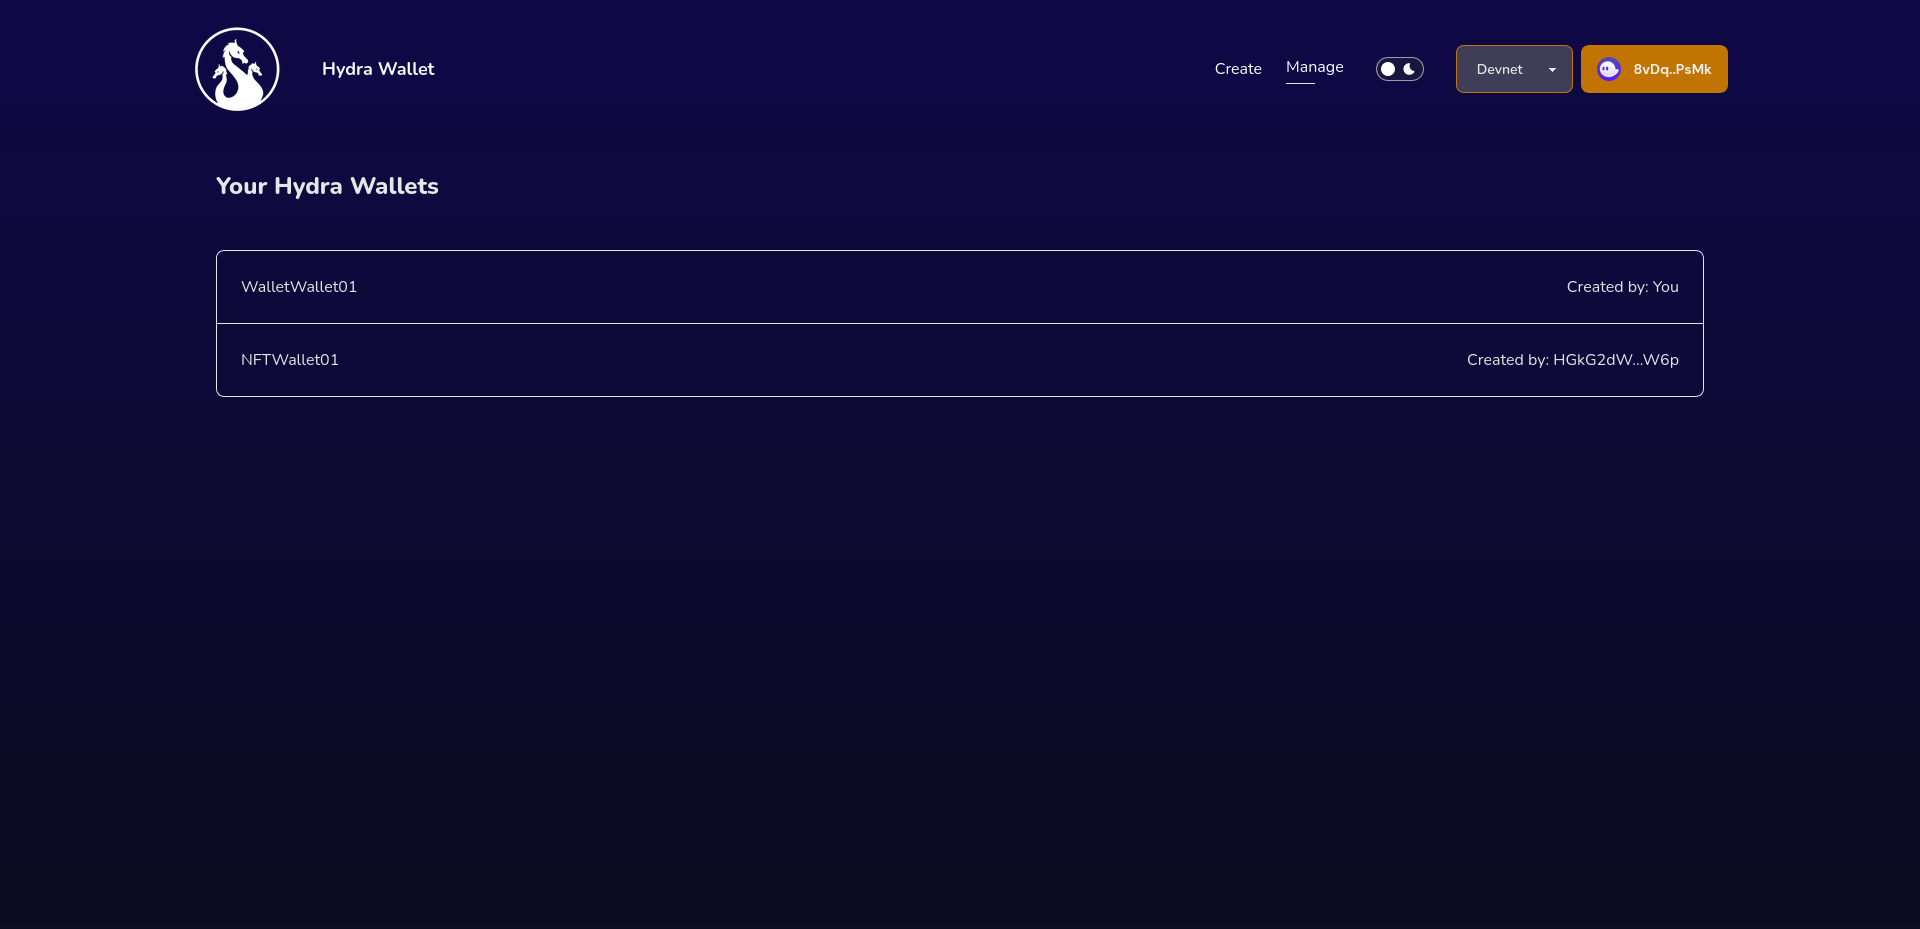 Hydra Wallet
Create
Manage
Devnet
8vDq..PsMk
Your Hydra Wallets
WalletWallet01
Created by: You
NFTWallet01
Created by: HGkG2dW...W6p